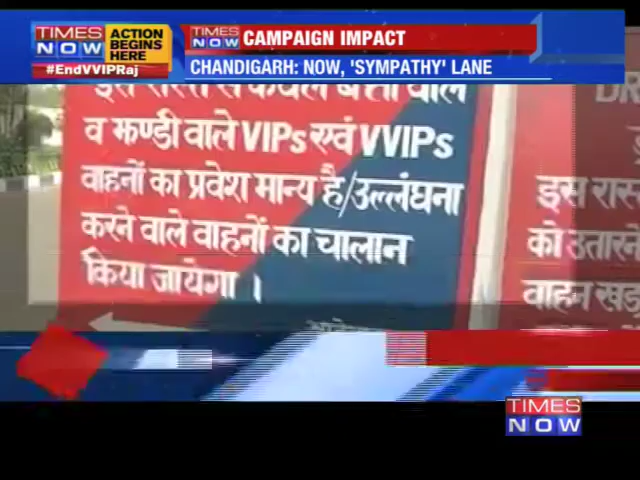 TIMES NOW
ACTION BEGINS HERE
#EndVVIPRaj
TIMES NOW CAMPAIGN IMPACT
CHANDIGARH: NOW, 'SYMPATHY' LANE
व झण्डी वाले VIPs एवं VVIPs
वाहनों का प्रवेश मान्य है/उल्लंघना
करने वाले वाहनों का चालान
किया जायेगा ।
इस
को उतारने
वाहन
TIMES NOW